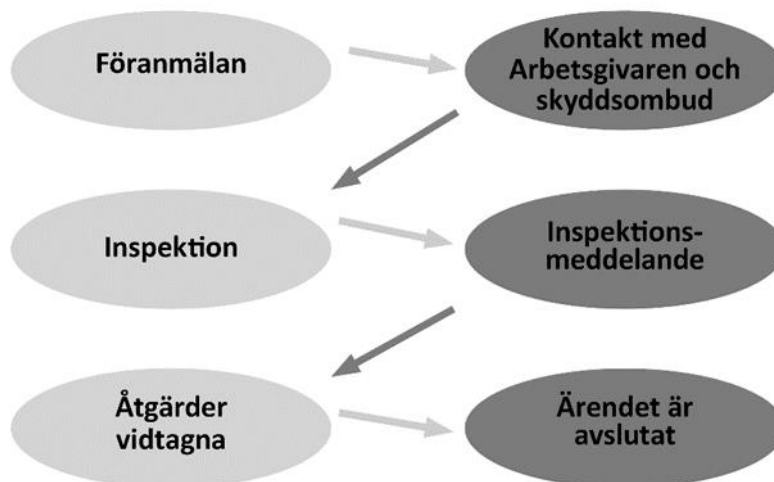 Föranmälan
Kontakt med
Arbetsgivaren och
skyddsombud
Inspektion
Inspektions-
meddelande
Åtgärder
vidtagna
Ärendet är
avslutat